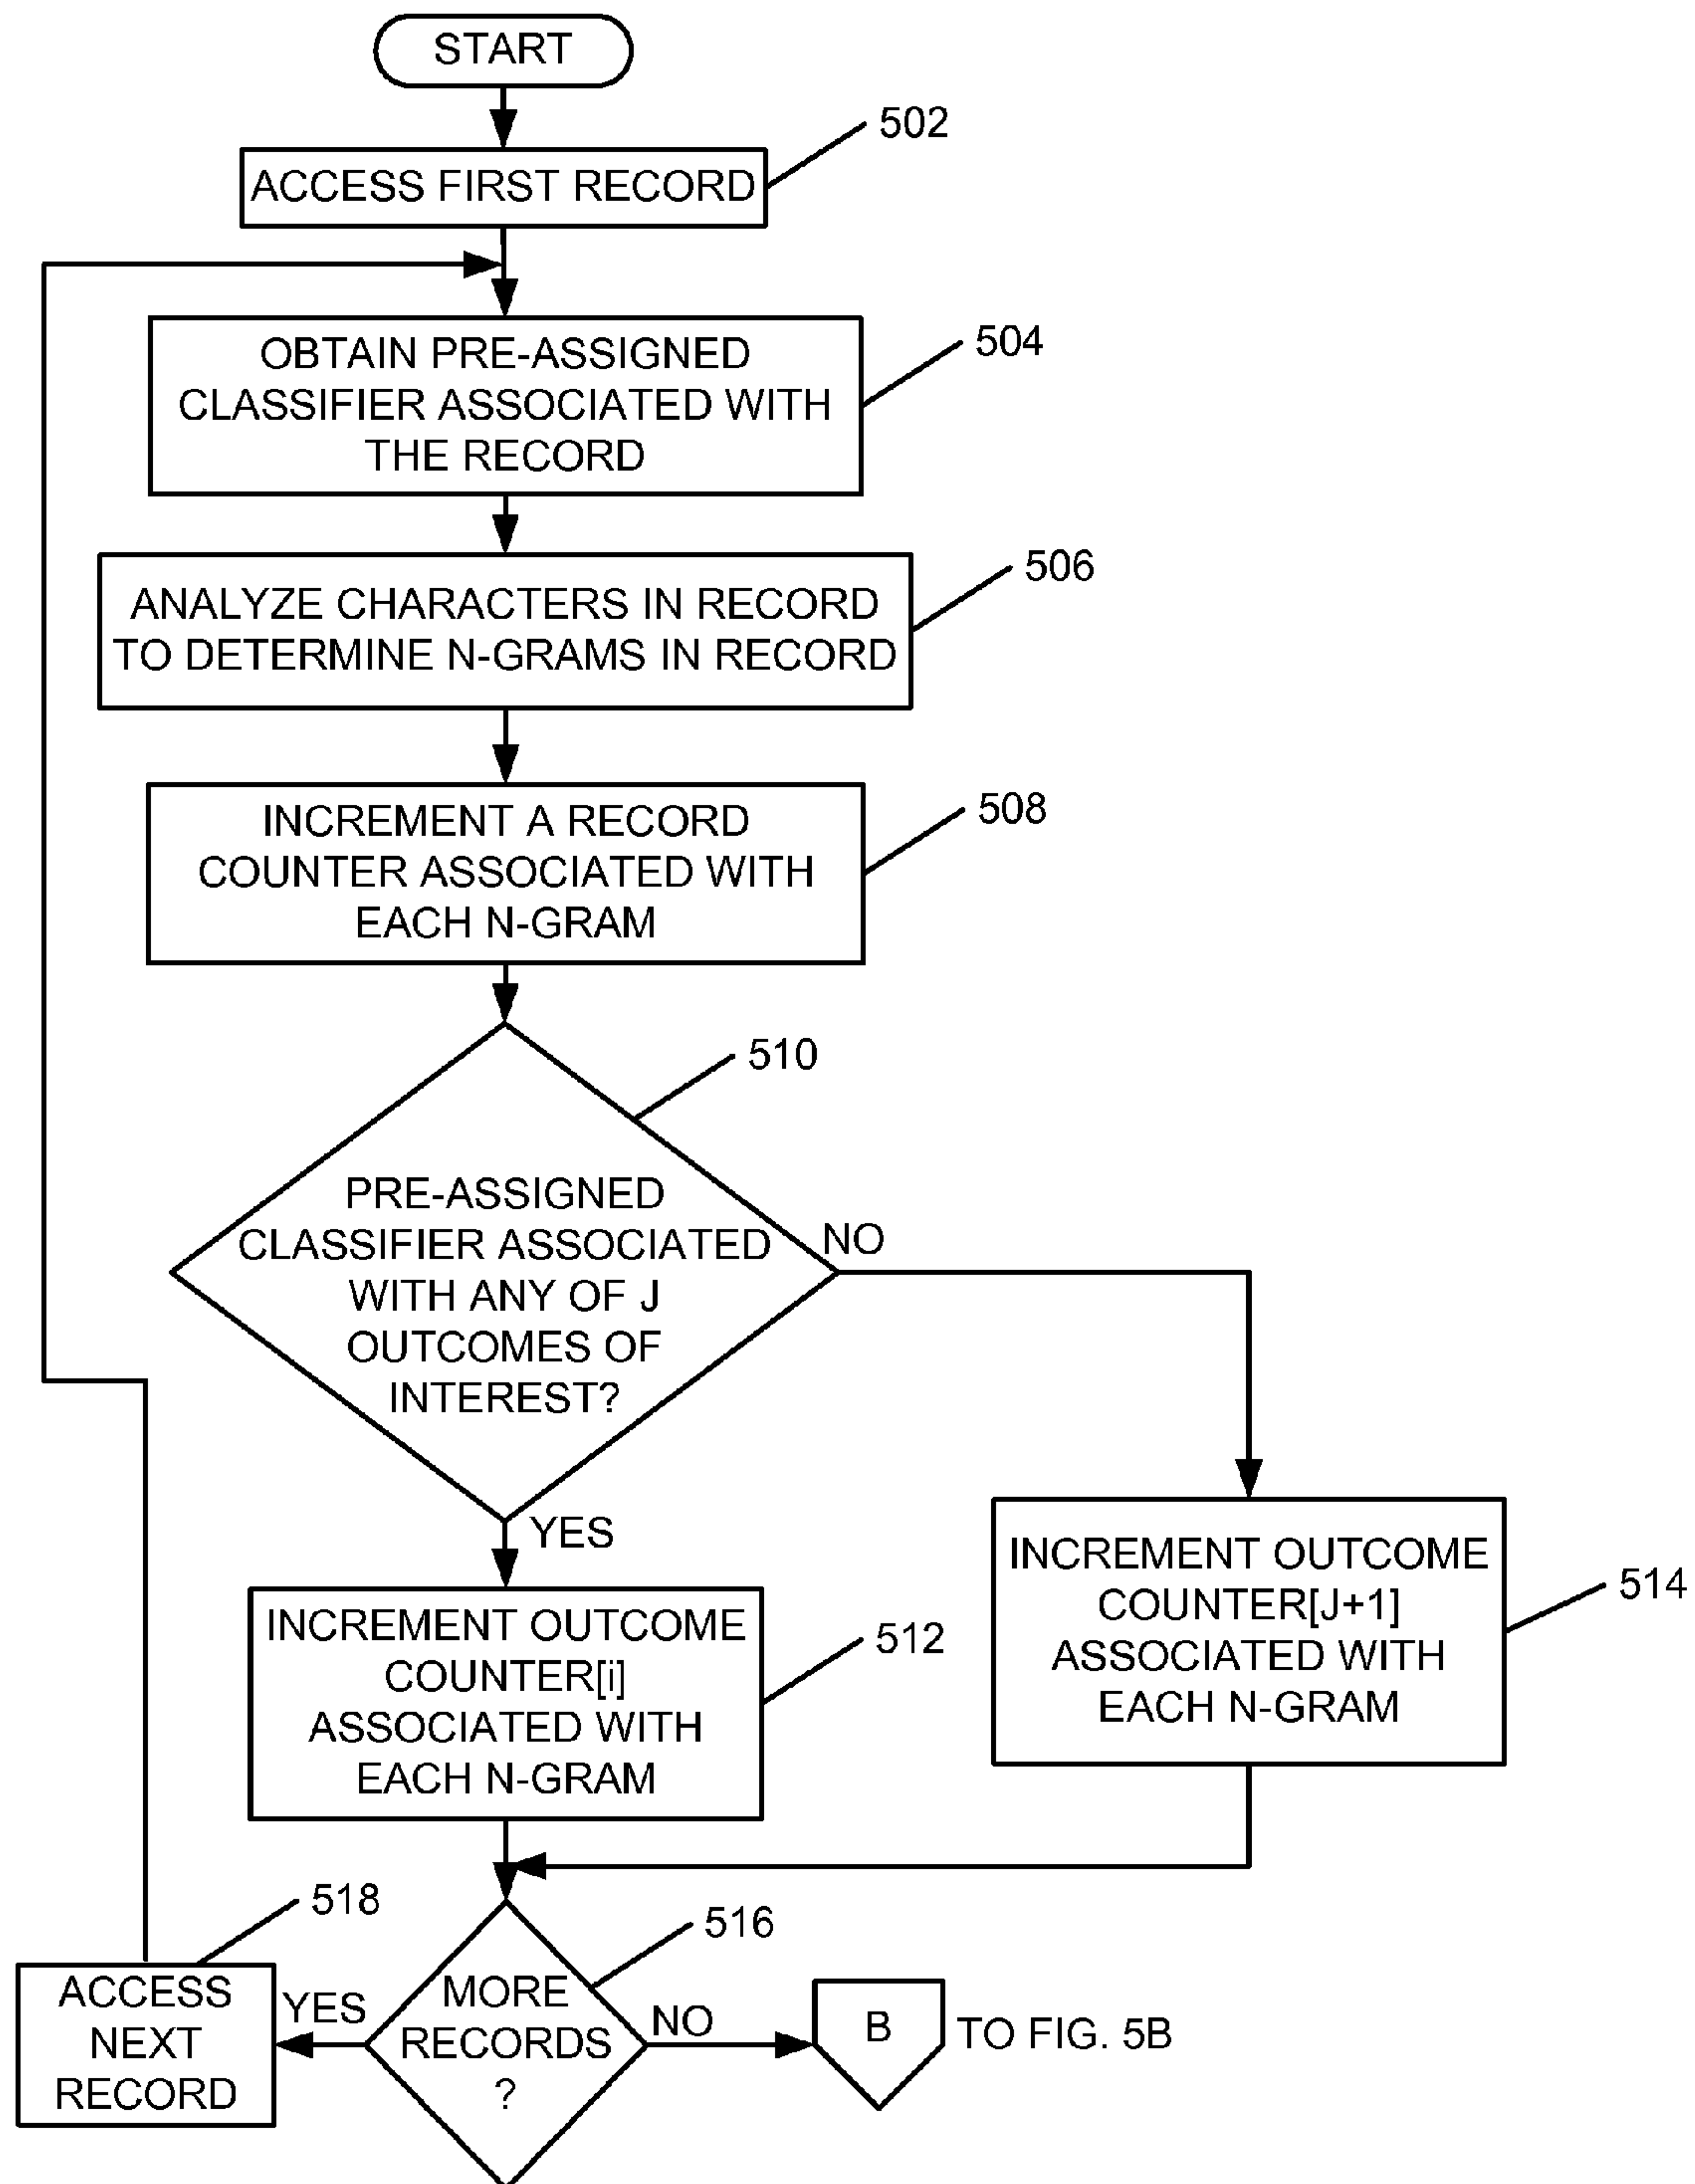 START
502
ACCESS FIRST RECORD
504
OBTAIN PRE-ASSIGNED
CLASSIFIER ASSOCIATED WITH
THE RECORD
506
ANALYZE CHARACTERS IN RECORD
TO DETERMINE N-GRAMS IN RECORD
508
INCREMENT A RECORD
COUNTER ASSOCIATED WITH
EACH N-GRAM
510
PRE-ASSIGNED
CLASSIFIER ASSOCIATED
WITH ANY OF J
OUTCOMES OF
INTEREST?
NO
YES
INCREMENT OUTCOME
COUNTER[J+1]
ASSOCIATED WITH
EACH N-GRAM
514
INCREMENT OUTCOME
COUNTER[i]
ASSOCIATED WITH
EACH N-GRAM
512
518
516
ACCESS
NEXT
RECORD
YES
MORE
RECORDS
?
NO
B
TO FIG. 5B